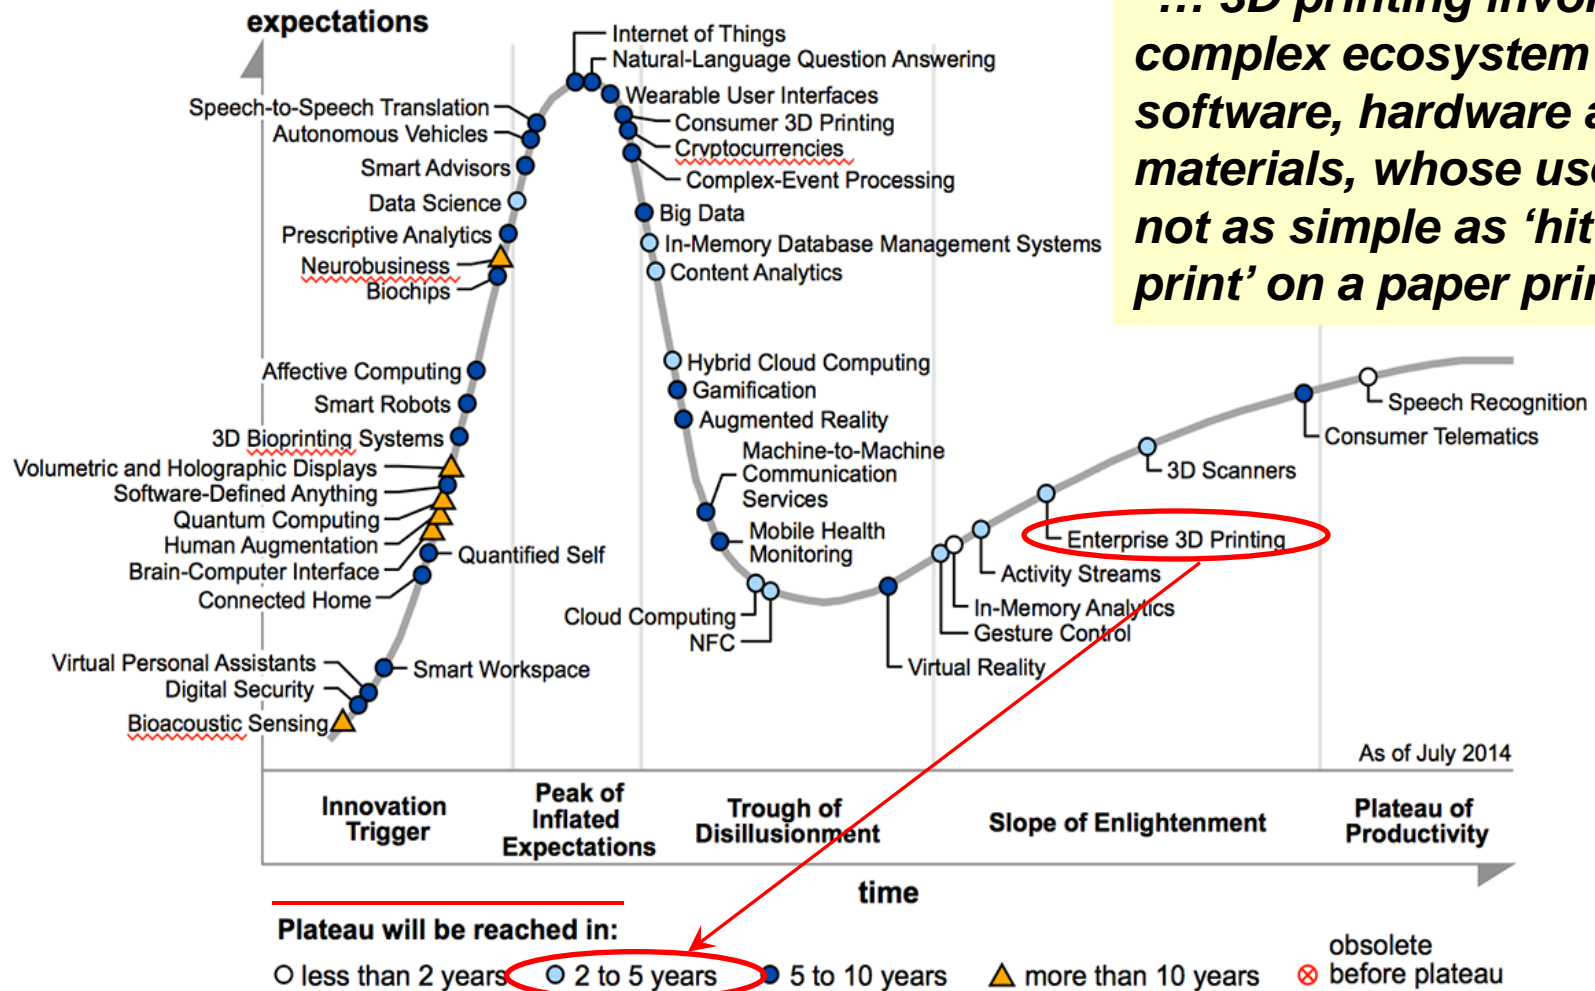 expectations
"… 3D printing invol
complex ecosystem
software, hardware a
materials, whose use
not as simple as ‘hit
print’ on a paper prin
Internet of Things
Natural-Language Question Answering
Wearable User Interfaces
Consumer 3D Printing
Cryptocurrencies
Complex-Event Processing
Speech-to-Speech Translation
Autonomous Vehicles
Smart Advisors
Data Science
Prescriptive Analytics
Neurobusiness
Biochips
Big Data
In-Memory Database Management Systems
Content Analytics
Affective Computing
Smart Robots
3D Bioprinting Systems
Volumetric and Holographic Displays
Software-Defined Anything
Quantum Computing
Human Augmentation
Brain-Computer Interface
Connected Home
Quantified Self
Virtual Personal Assistants
Digital Security
Bioacoustic Sensing
Smart Workspace
Hybrid Cloud Computing
Gamification
Augmented Reality
Machine-to-Machine
Communication
Services
Mobile Health
Monitoring
Cloud Computing
NFC
Speech Recognition
Consumer Telematics
3D Scanners
Enterprise 3D Printing
Activity Streams
In-Memory Analytics
Gesture Control
Virtual Reality
As of July 2014
Innovation
Trigger
Peak of
Inflated
Expectations
Trough of
Disillusionment
Slope of Enlightenment
Plateau of
Productivity
time
Plateau will be reached in:
less than 2 years
2 to 5 years
5 to 10 years
more than 10 years
obsolete
before plateau